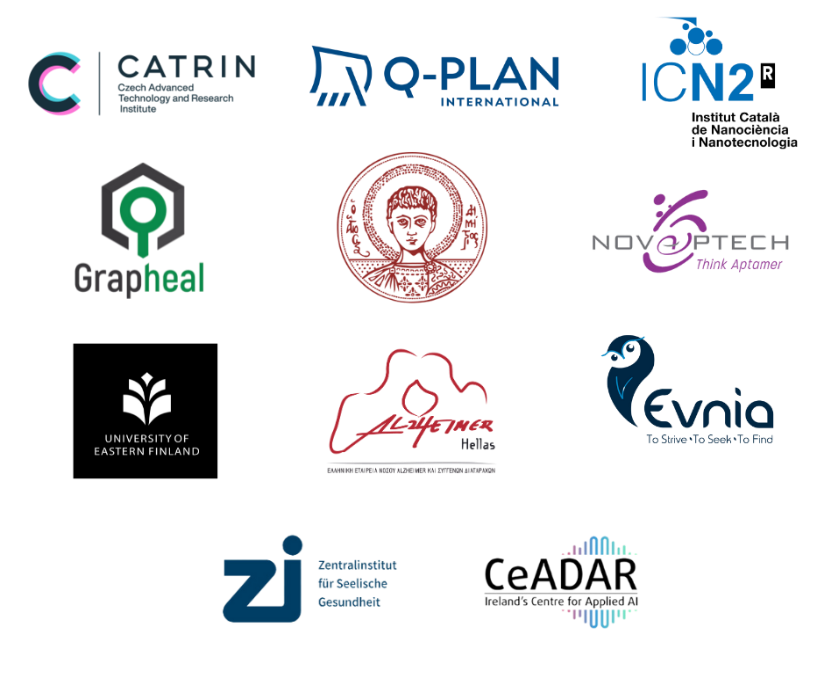 CATRIN
Czech Advanced
Technology and Research
Institute
Q-PLAN
INTERNATIONAL
ICN2 R
Institut Català
de Nanociència
i Nanotecnologia
Grapheal
NOVAPTECH
Think Aptamer
UNIVERSITY OF
EASTERN FINLAND
ALZHEIMER
Hellas
ΕΛΛΗΝΙΚΗ ΕΤΑΙΡΕΙΑ ΝΟΣΟΥ ALZHEIMER ΚΑΙ ΣΥΓΓΕΝΩΝ ΔΙΑΤΑΡΑΧΩΝ
Evnia
To Strive •To Seek •To Find
zi
Zentralinstitut
für Seelische
Gesundheit
CeADAR
Ireland's Centre for Applied AI